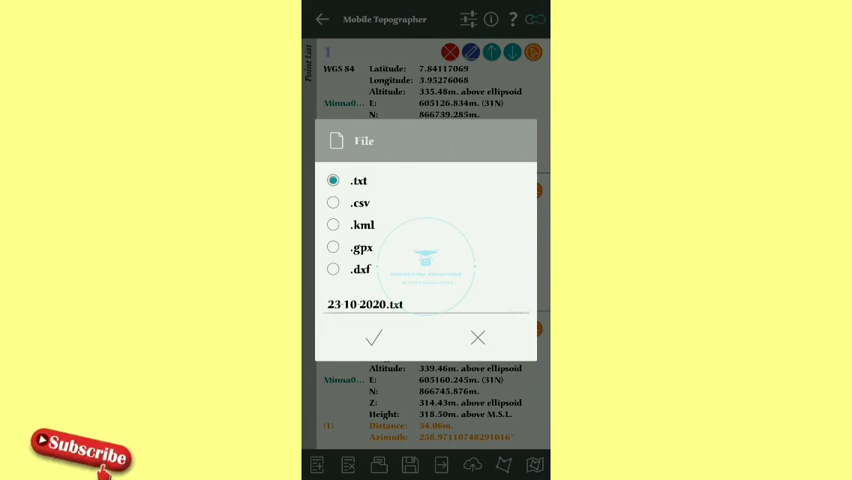 Mobile Topographer
?
Point List
1
WGS 84
Latitude: 7.84117069
Longitude: 3.95276068
Altitude: 335.48m. above ellipsoid
Minna0... E: 605126.834m. (31N)
N: 866739.285m.
File
.txt
.csv
.kml
.gpx
.dxf
23-10-2020.txt
Altitude: 339.46m. above ellipsoid
Minna0... E: 605160.245m. (31N)
N: 866745.876m.
Z: 314.43m. above ellipsoid
Height: 318.50m. above M.S.L.
(1) Distance: 34.06m.
Azimuth: 258.97110748291016°
Subscribe